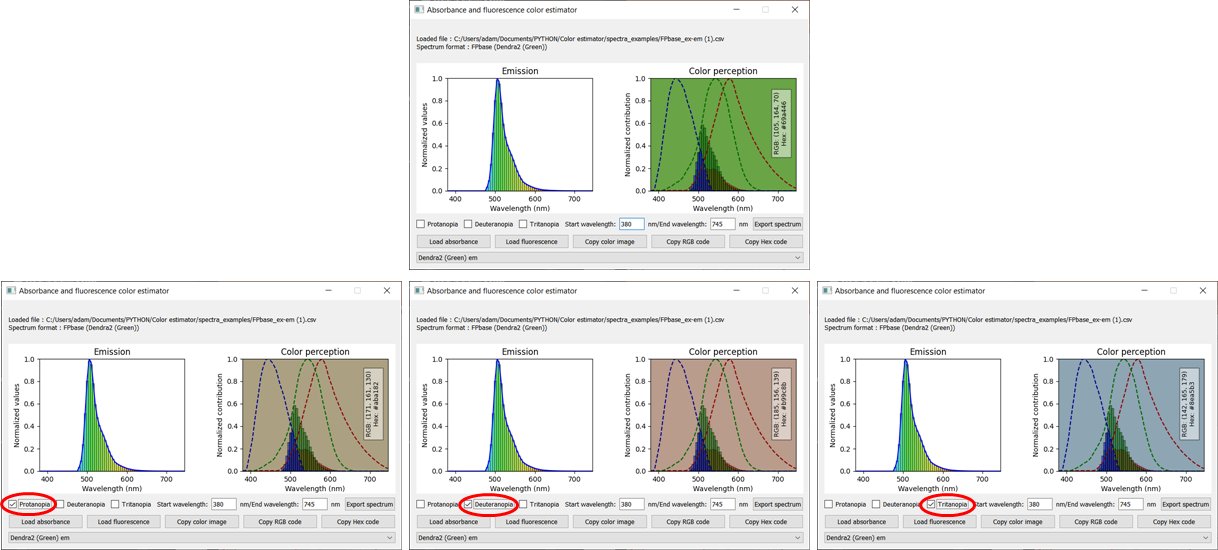 Absorbance and fluorescence color estimator
Loaded file : C:/Users/adam/Documents/PYTHON/Color estimator/spectra_examples/FPbase_ex-em (1).csv
Spectrum format : FPbase (Dendra2 (Green))
Emission
Color perception
1.0
0.8
0.6
0.4
0.2
0.0
Normalized values
400 500 600 700
Wavelength (nm)
1.0
0.8
0.6
0.4
0.2
0.0
Normalized contribution
RGB: (105, 164, 70)
Hex: #69a446
400 500 600 700
Wavelength (nm)
Protanopia Deuteranopia Tritanopia Start wavelength: 380 nm/End wavelength: 745 nm Export spectrum
Load absorbance Load fluorescence Copy color image Copy RGB code Copy Hex code
Dendra2 (Green) em
Absorbance and fluorescence color estimator
Loaded file : C:/Users/adam/Documents/PYTHON/Color estimator/spectra_examples/FPbase_ex-em (1).csv
Spectrum format : FPbase (Dendra2 (Green))
Emission
Color perception
1.0
0.8
0.6
0.4
0.2
0.0
Normalized values
400 500 600 700
Wavelength (nm)
1.0
0.8
0.6
0.4
0.2
0.0
Normalized contribution
RGB: (171, 161, 130)
Hex: #aba182
400 500 600 700
Wavelength (nm)
Protanopia Deuteranopia Tritanopia Start wavelength: 380 nm/End wavelength: 745 nm Export spectrum
Load absorbance Load fluorescence Copy color image Copy RGB code Copy Hex code
Dendra2 (Green) em
Absorbance and fluorescence color estimator
Loaded file : C:/Users/adam/Documents/PYTHON/Color estimator/spectra_examples/FPbase_ex-em (1).csv
Spectrum format : FPbase (Dendra2 (Green))
Emission
Color perception
1.0
0.8
0.6
0.4
0.2
0.0
Normalized values
400 500 600 700
Wavelength (nm)
1.0
0.8
0.6
0.4
0.2
0.0
Normalized contribution
RGB: (185, 156, 139)
Hex: #b99c8b
400 500 600 700
Wavelength (nm)
Protanopia Deuteranopia Tritanopia Start wavelength: 380 nm/End wavelength: 745 nm Export spectrum
Load absorbance Load fluorescence Copy color image Copy RGB code Copy Hex code
Dendra2 (Green) em
Absorbance and fluorescence color estimator
Loaded file : C:/Users/adam/Documents/PYTHON/Color estimator/spectra_examples/FPbase_ex-em (1).csv
Spectrum format : FPbase (Dendra2 (Green))
Emission
Color perception
1.0
0.8
0.6
0.4
0.2
0.0
Normalized values
400 500 600 700
Wavelength (nm)
1.0
0.8
0.6
0.4
0.2
0.0
Normalized contribution
RGB: (142, 165, 179)
Hex: #8ea5b3
400 500 600 700
Wavelength (nm)
Protanopia Deuteranopia Tritanopia Start wavelength: 380 nm/End wavelength: 745 nm Export spectrum
Load absorbance Load fluorescence Copy color image Copy RGB code Copy Hex code
Dendra2 (Green) em